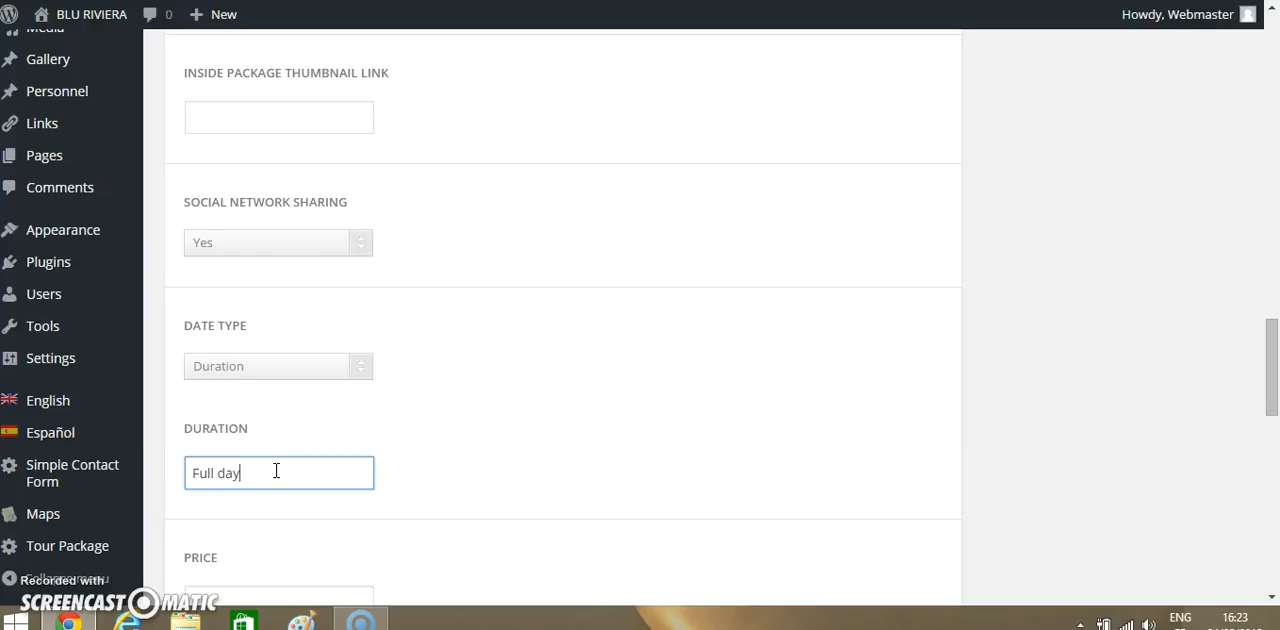 BLU RIVIERA
0
New
Howdy, Webmaster
Media
Gallery
Personnel
Links
Pages
Comments
Appearance
Plugins
Users
Tools
Settings
English
Español
Simple Contact
Form
Maps
Tour Package
Collapse menu
INSIDE PACKAGE THUMBNAIL LINK
SOCIAL NETWORK SHARING
Yes
DATE TYPE
Duration
DURATION
Full day
PRICE
Recorded with
SCREENCAST-O-MATIC
ENG
16:23